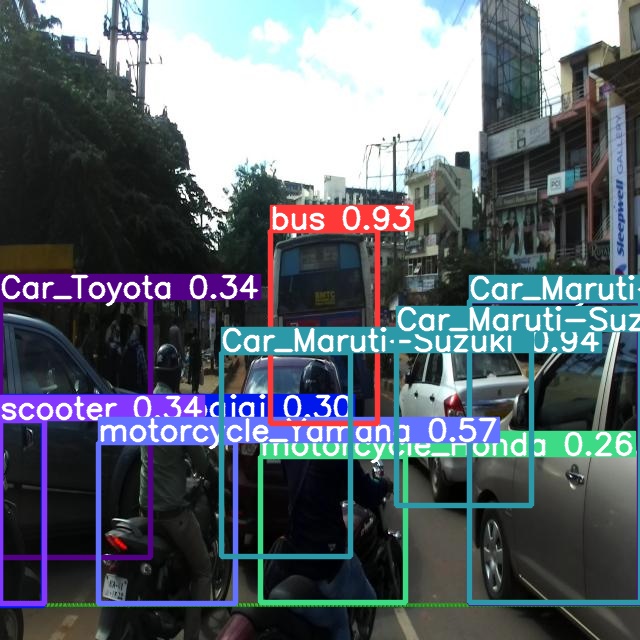 bus 0.93
Car_Toyota 0.34
Car_Maruti-
Car_Maruti-Suz
Car_Maruti-Suzuki 0.94
scooter 0.34
0.30
motorcycle_Yamaha 0.57
motorcycle_Honda 0.26
BMTC
Sleepwell GALLERY